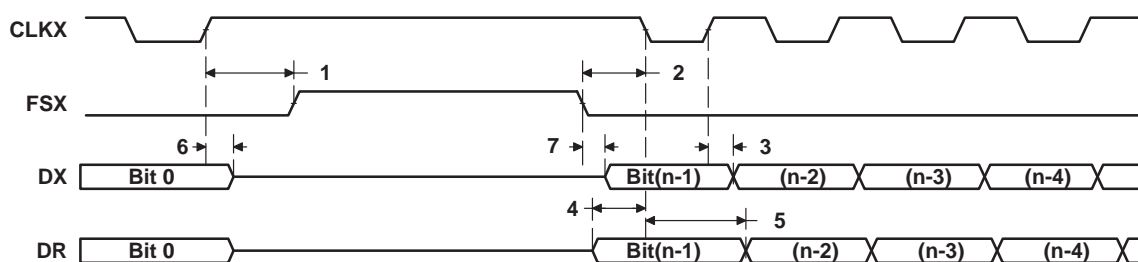 CLKX
1 2
FSX
6 7 3
DX Bit 0 Bit(n-1) (n-2) (n-3) (n-4)
4 5
DR Bit 0 Bit(n-1) (n-2) (n-3) (n-4)